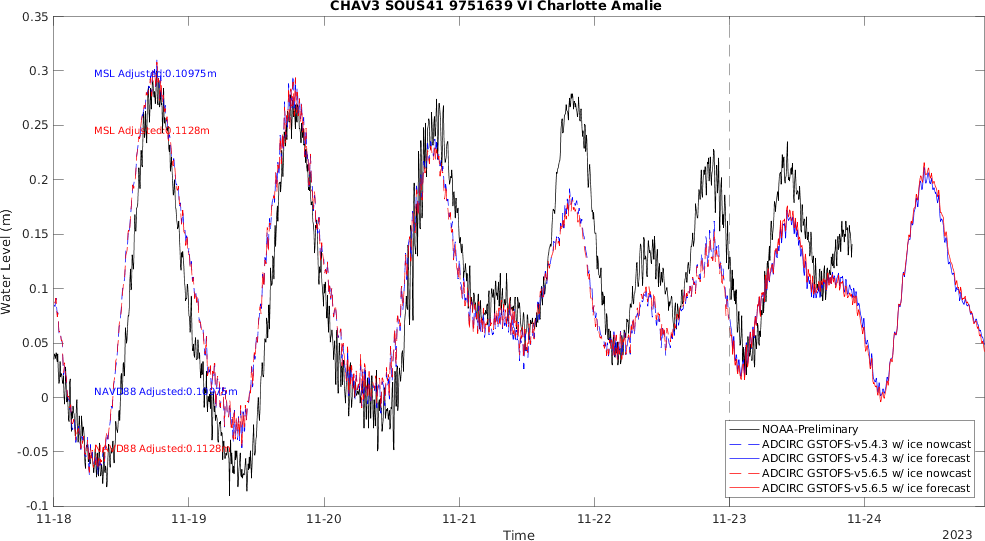 CHAV3 SOUS41 9751639 VI Charlotte Amalie
0.35
0.3
0.25
0.2
0.15
0.1
0.05
0
-0.05
-0.1
Water Level (m)
MSL Adjusted:0.10975m
MSL Adjusted:0.1128m
NAVD88 Adjusted:0.10975m
NAVD88 Adjusted:0.1128m
NOAA-Preliminary
ADCIRC GSTOFS-v5.4.3 w/ ice nowcast
ADCIRC GSTOFS-v5.4.3 w/ ice forecast
ADCIRC GSTOFS-v5.6.5 w/ ice nowcast
ADCIRC GSTOFS-v5.6.5 w/ ice forecast
11-18
11-19
11-20
11-21
11-22
11-23
11-24
Time
2023